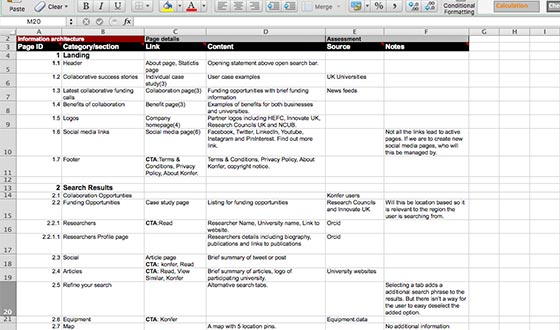 Paste
Clear
B I U
Merge
Conditional Formatting
Calculation
Che
M20
fx
A B C D E F G H I
2 Information architecture Page details Assessment
3 Page ID Category/section Link Content Source Notes
4 1 Landing
5 1.1 Header About page, Statictis page Opening statement above open search bar.
6 1.2 Collaborative success stories Individual case study(3) User case examples UK Universities
7 1.3 Latest collaborative funding calls Collaboration page(3) Funding opportunities with brief funding information News feeds
8 1.4 Benefits of collaboration Benefit page(3) Examples of benefits for both businesses and universities.
9 1.5 Logos Company homepage(4) Partner logos including HEFC, Innovate UK, Research Councils UK and NCUB.
10 1.6 Social media links Social media page(6) Facebook, Twitter, LinkedIn, Youtube, Instagram and PinInterest. Find out more link. Not all the links lead to active pages. If we are to create new social media pages, who will this be managed by.
11 1.7 Footer CTA:Terms & Conditions, Privacy Policy, About Konfer. Terms & Conditions, Privacy Policy, About Konfer, copyright notice.
12
13 2 Search Results
14 2.1 Collaboration Opportunities Konfer users
15 2.2 Funding Opportunities Case study page Listing for funding opportunities Research Councils and Innovate UK Will this be location based so it is relevant to the region the user is searching from.
16 2.2.1 Researchers CTA:Read Researcher Name, University name, Link to website. Orcid
17 2.2.1.1 Researchers Profile page Researchers details including biography, publications and links to publications Orcid
18 2.3 Social Article page CTA: konfer, Read Brief summary of tweet or post
19 2.4 Articles CTA: Read, View Similar, Konfer Brief summary of articles, logo of participating university. University websites
20 2.5 Refine your search Alternative search tabs. Selecting a tab adds a additional search phrase to the results. But there isn't a way for the user to easy deselect the added option.
21 2.6 Equipment CTA: Konfer Equipment data
2.7 Map A map with 5 location pins. No additional information